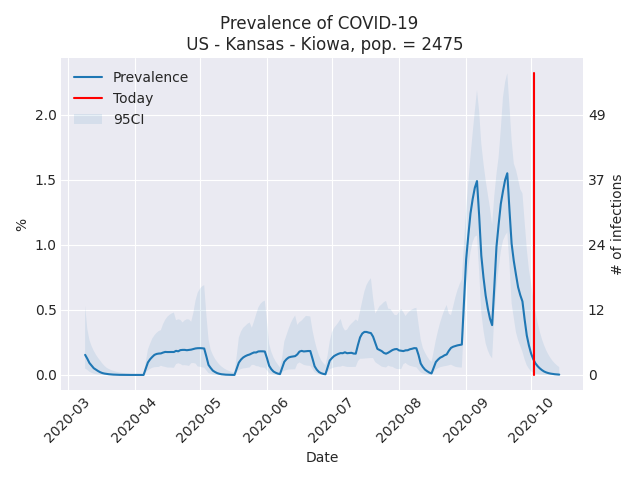 Prevalence of COVID-19
US - Kansas - Kiowa, pop. = 2475
Prevalence
Today
95CI
2.0
1.5
1.0
0.5
0.0
%
49
37
24
12
0
# of infections
2020-03
2020-04
2020-05
2020-06
2020-07
2020-08
2020-09
2020-10
Date